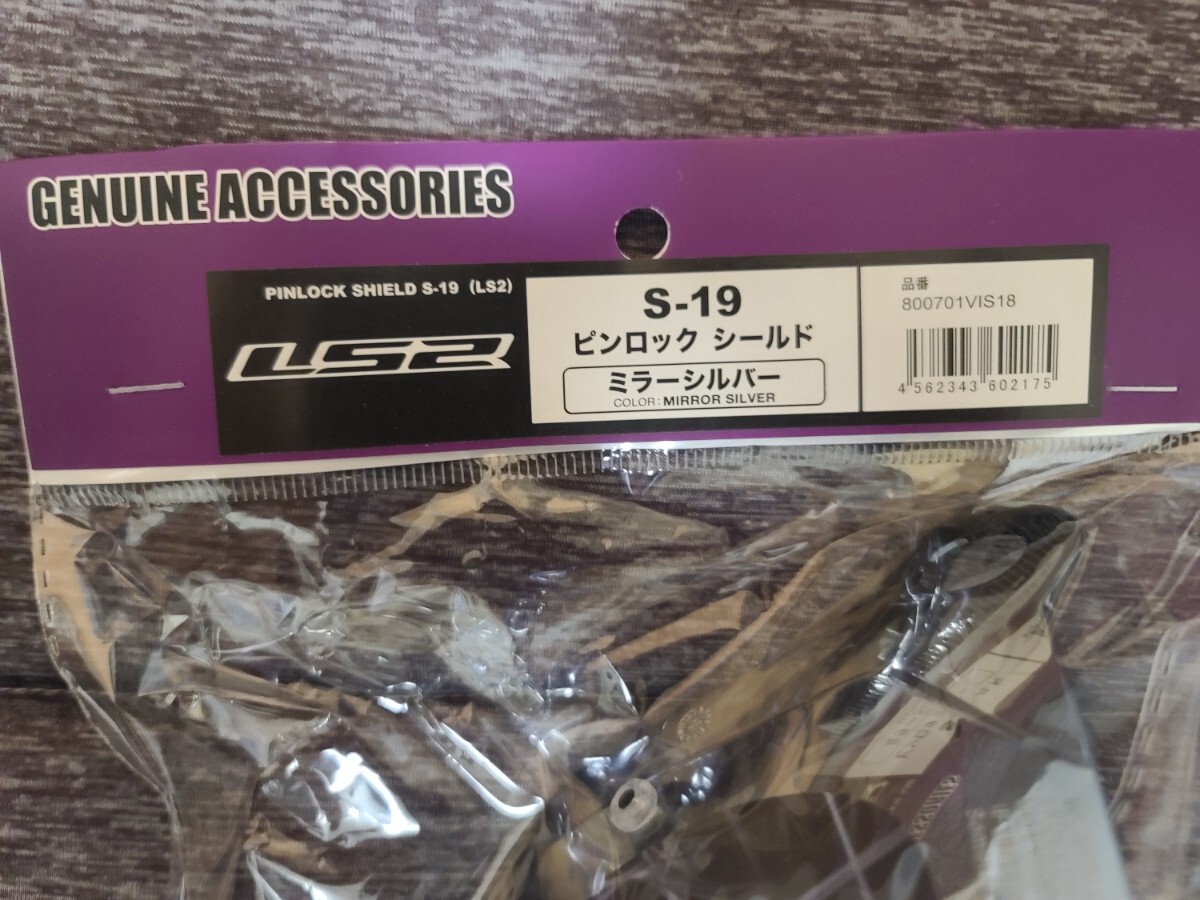 GENUINE ACCESSORIES
PINLOCK SHIELD S-19 (LS2)
LS2
S-19
ピンロック シールド
ミラーシルバー
COLOR: MIRROR SILVER
品番
800701VIS18
4 562343 602175